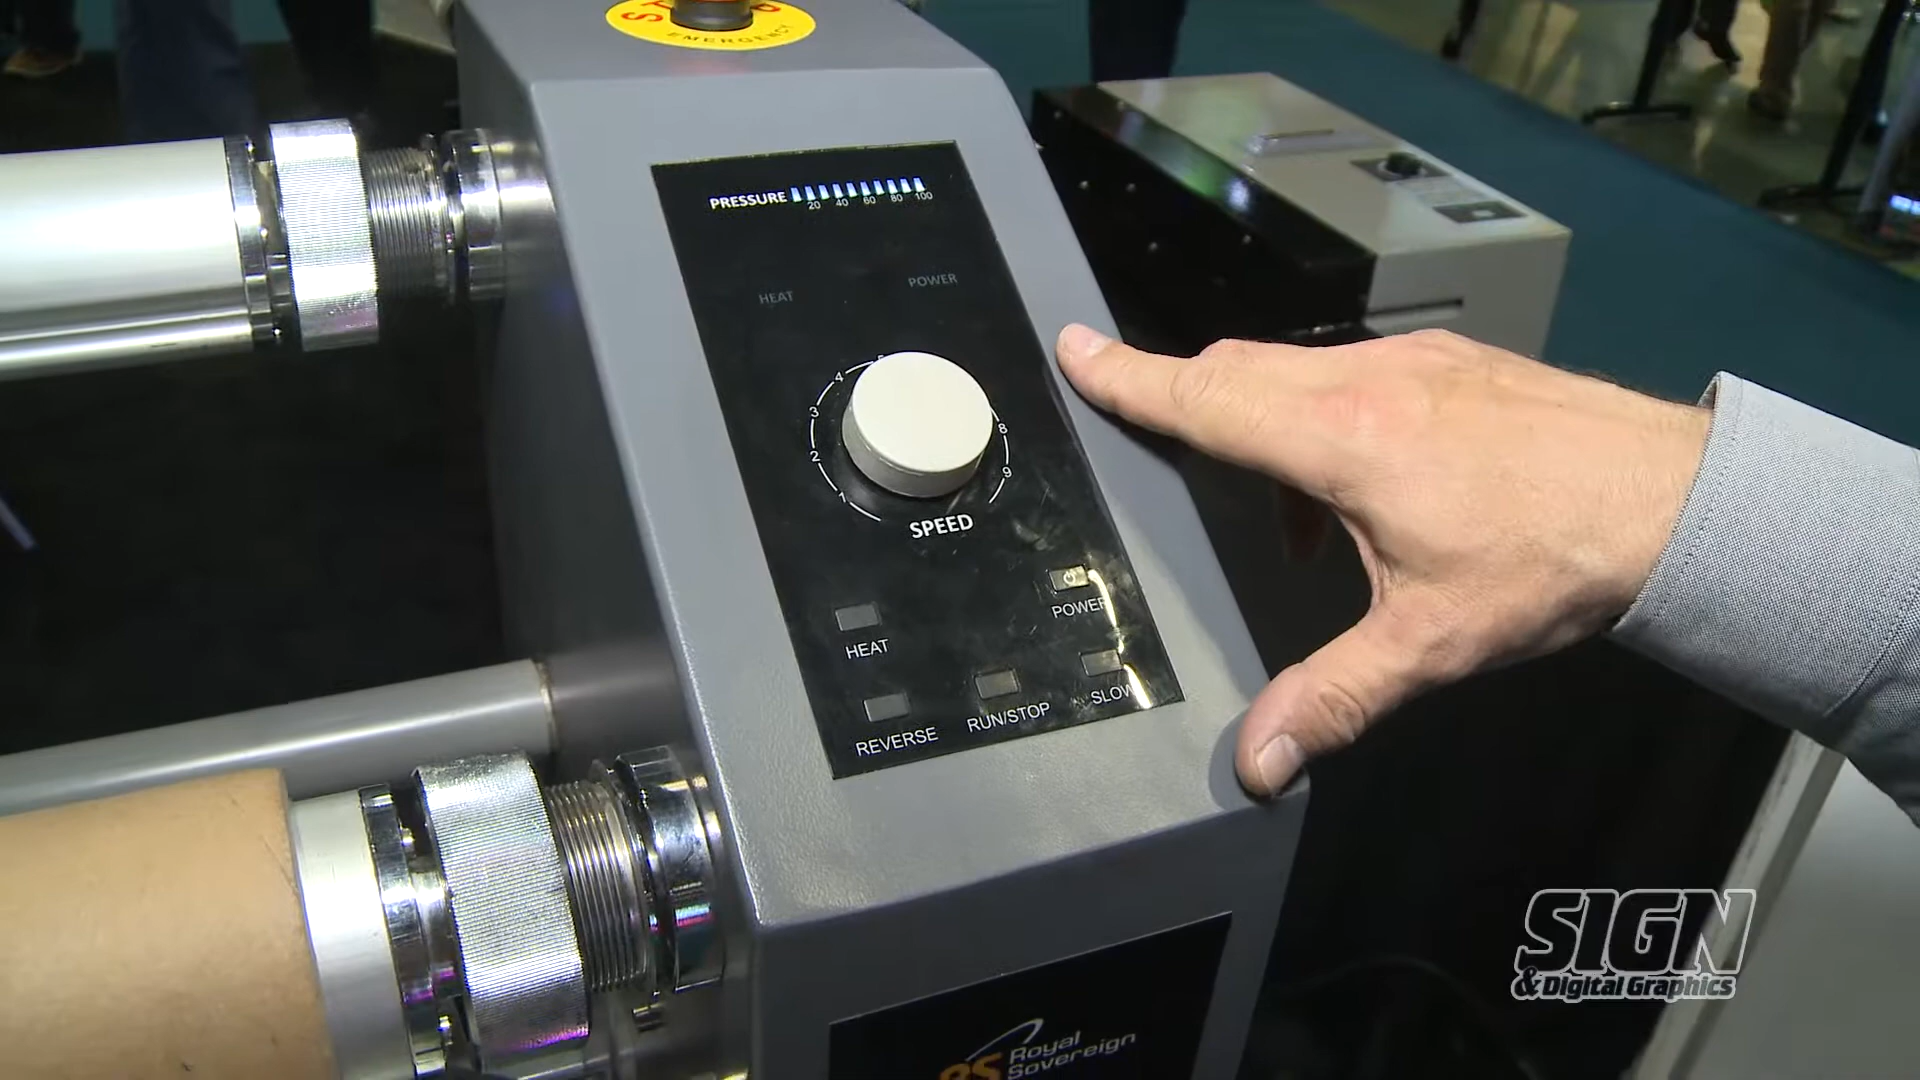 EMERGENCY
PRESSURE
20 40 60 80 100
HEAT POWER
4
3
2
1
8
9
SPEED
POWER
HEAT
SLOW
RUN/STOP
REVERSE
SIGN
& Digital Graphics
RS Royal
Sovereign